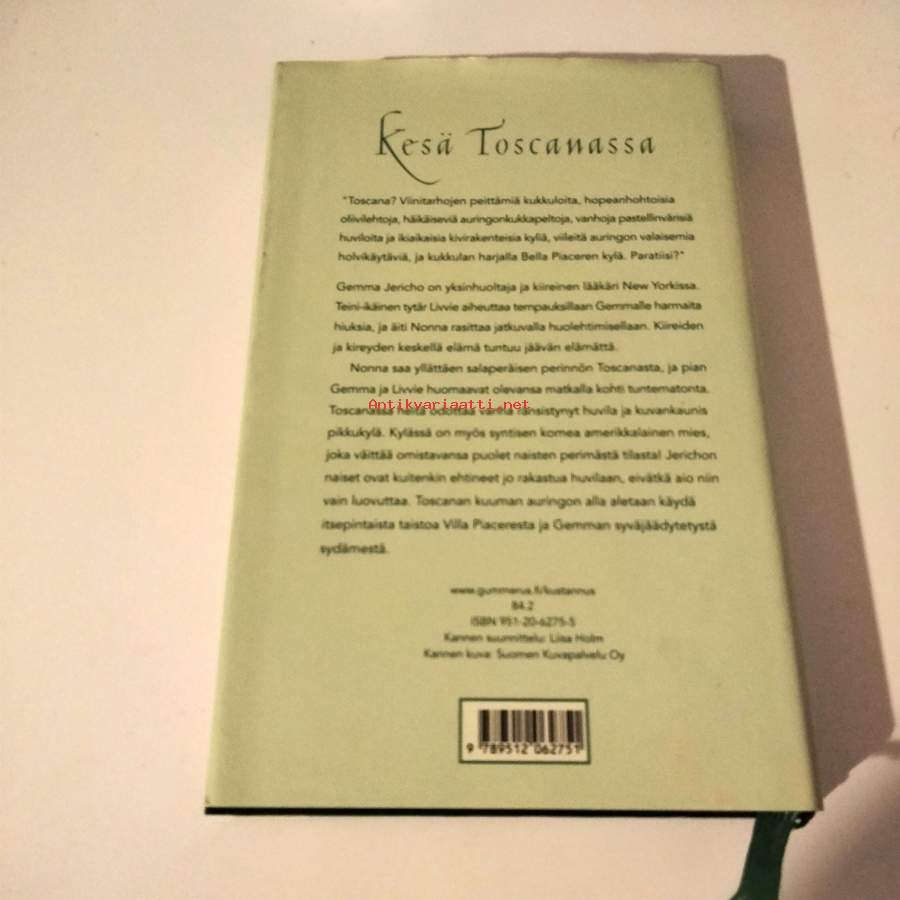 Kesä Toscanassa
"Toscana? Viinitarhojen peittämiä kukkuloita, hopeanhohtoisia
oliivilehtoja, häikäiseviä auringonkukkapeltoja, vanhoja pastellinvärisiä
huviloita ja ikiaikaisia kivirakenteisia kyliä, viileitä auringon valaisemia
holvikäytäviä, ja kukkulan harjalla Bella Piaceren kylä. Paratiisi?"
Gemma Jericho on yksinhuoltaja ja kiireinen lääkäri New Yorkissa.
Teini-ikäinen tytär Livvie aiheuttaa tempauksillaan Gemmalle harmaita
hiuksia, ja äiti Nonna rasittaa jatkuvalla huolehtimisellaan. Kiireiden
ja kireyden keskellä elämä tuntuu jäävän elämättä.
Nonna saa yllättäen salaperäisen perinnön Toscanasta, ja pian
Gemma ja Livvie huomaavat olevansa matkalla kohti tuntematonta.
Antikvariaatti.net
Toscanassa heitä odottaa vanha ränsistynyt huvila ja kuvankaunis
pikkukylä. Kylässä on myös syntisen komea amerikkalainen mies,
joka väittää omistavansa puolet naisten perimästä tilasta! Jerichon
naiset ovat kuitenkin ehtineet jo rakastua huvilaan, eivätkä aio niin
vain luovuttaa. Toscanan kuuman auringon alla aletaan käydä
itsepintaista taistoa Villa Piaceresta ja Gemman syväjäädytetystä
sydämestä.
www.gummerus.fi/kustannus
84.2
ISBN 951-20-6275-5
Kannen suunnittelu: Liisa Holm
Kannen kuva: Suomen Kuvapalvelu Oy
9 789512 062751